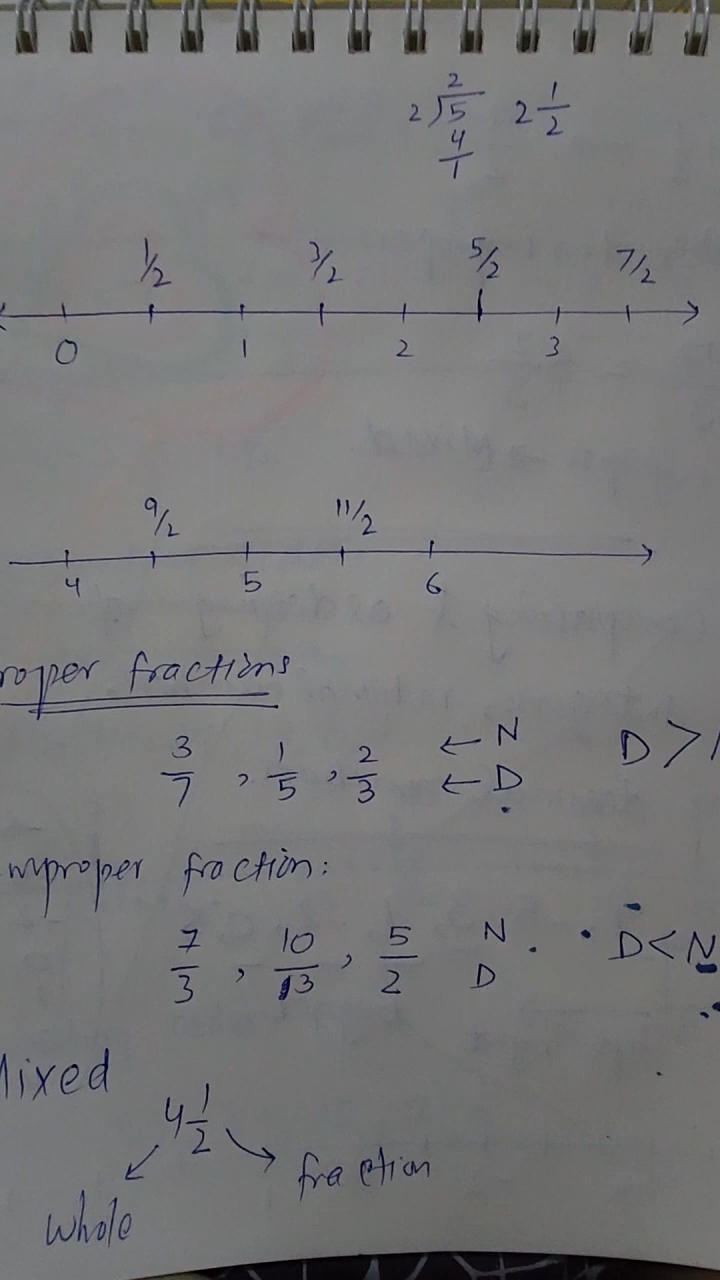 2
2)5 2 1/2
4
1
1/2 3/2 5/2 7/2
0 1 2 3
9/2 11/2
4 5 6
roper fractions
3/7 , 1/5 , 2/3 ← N
← D
D >
mproper fraction:
7/3 , 10/13 , 5/2 N
D
D < N
ixed
4 1/2
whole fraction